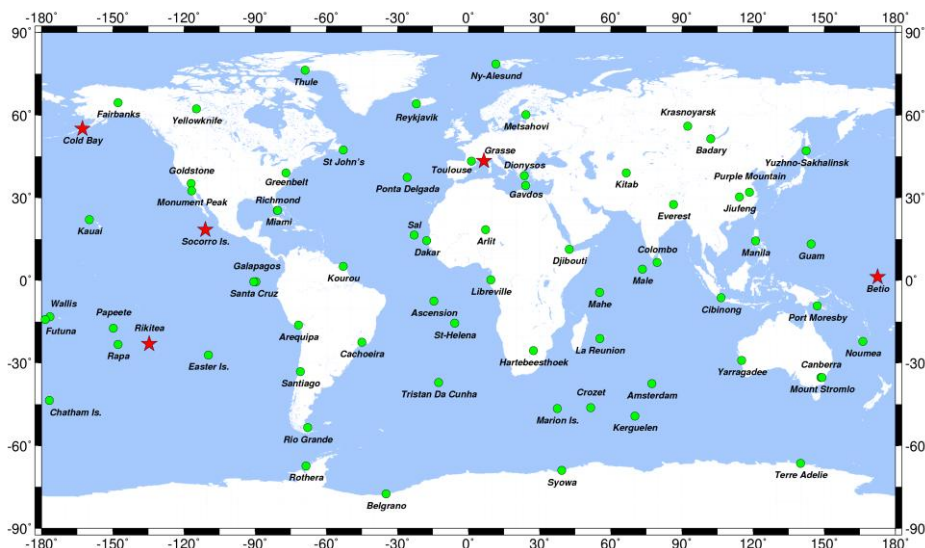 -180° -150° -120° -90° -60° -30° 0° 30° 60° 90° 120° 150° 180°
90° 90°
Thule
Ny-Alesund
Fairbanks
Yellowknife
Reykjavik
Metsahovi
60° 60°
Krasnoyarsk
Cold Bay
Badary
St John's
Grasse
Yuzhno-Sakhalinsk
Toulouse
Dionysos
Goldstone
Greenbelt
Ponta Delgada
Gavdos
Kitab
Purple Mountain
30° 30°
Monument Peak
Richmond
Miami
Everest
Jiufeng
Kauai
Socorro Is.
Sal
Dakar
Arlit
Djibouti
Colombo
Male
Manila
Guam
Galapagos
Santa Cruz
Kourou
Libreville
0° 0°
Betio
Wallis
Futuna
Papeete
Rikitea
Rapa
Ascension
St-Helena
Mahe
Cibinong
Port Moresby
Arequipa
Cachoeira
Easter Is.
Hartebeesthoek
La Reunion
Yarragadee
Noumea
-30° -30°
Santiago
Tristan Da Cunha
Amsterdam
Canberra
Mount Stromlo
Chatham Is.
Marion Is.
Crozet
Kerguelen
Rio Grande
-60° -60°
Rothera
Belgrano
Syowa
Terre Adelie
-90° -90°
-180° -150° -120° -90° -60° -30° 0° 30° 60° 90° 120° 150° 180°